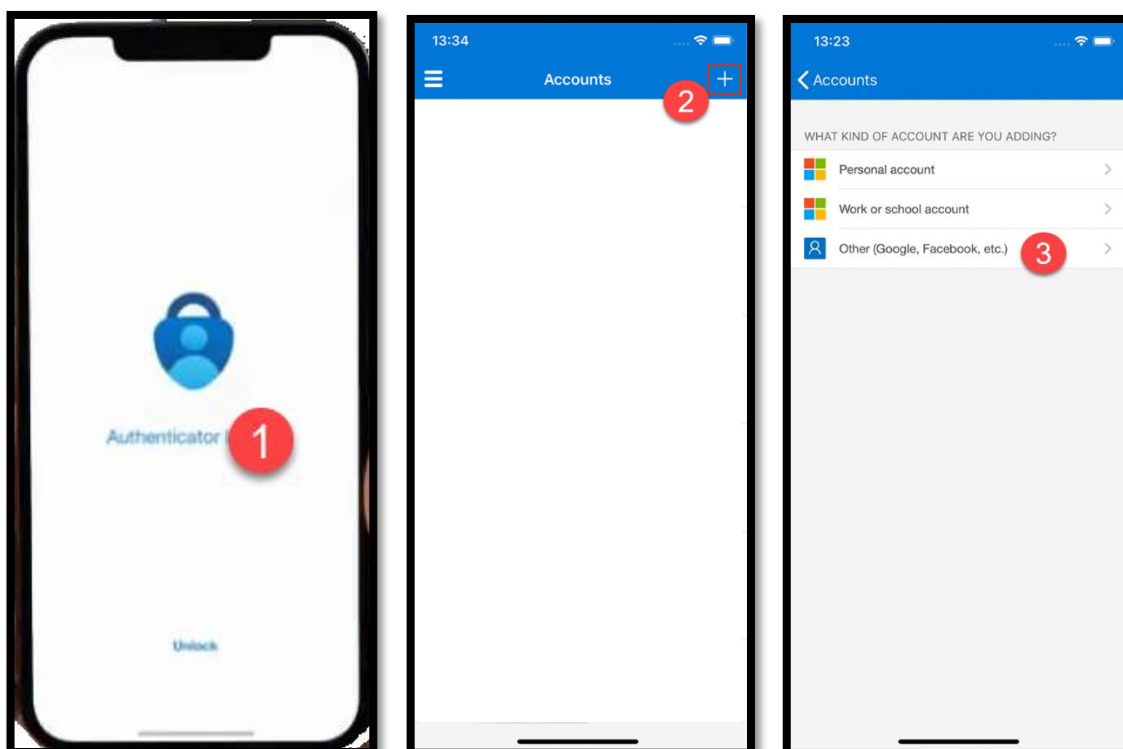 Authenticator
1
Unlock
13:34
Accounts
2
13:23
Accounts
WHAT KIND OF ACCOUNT ARE YOU ADDING?
Personal account
Work or school account
Other (Google, Facebook, etc.)
3